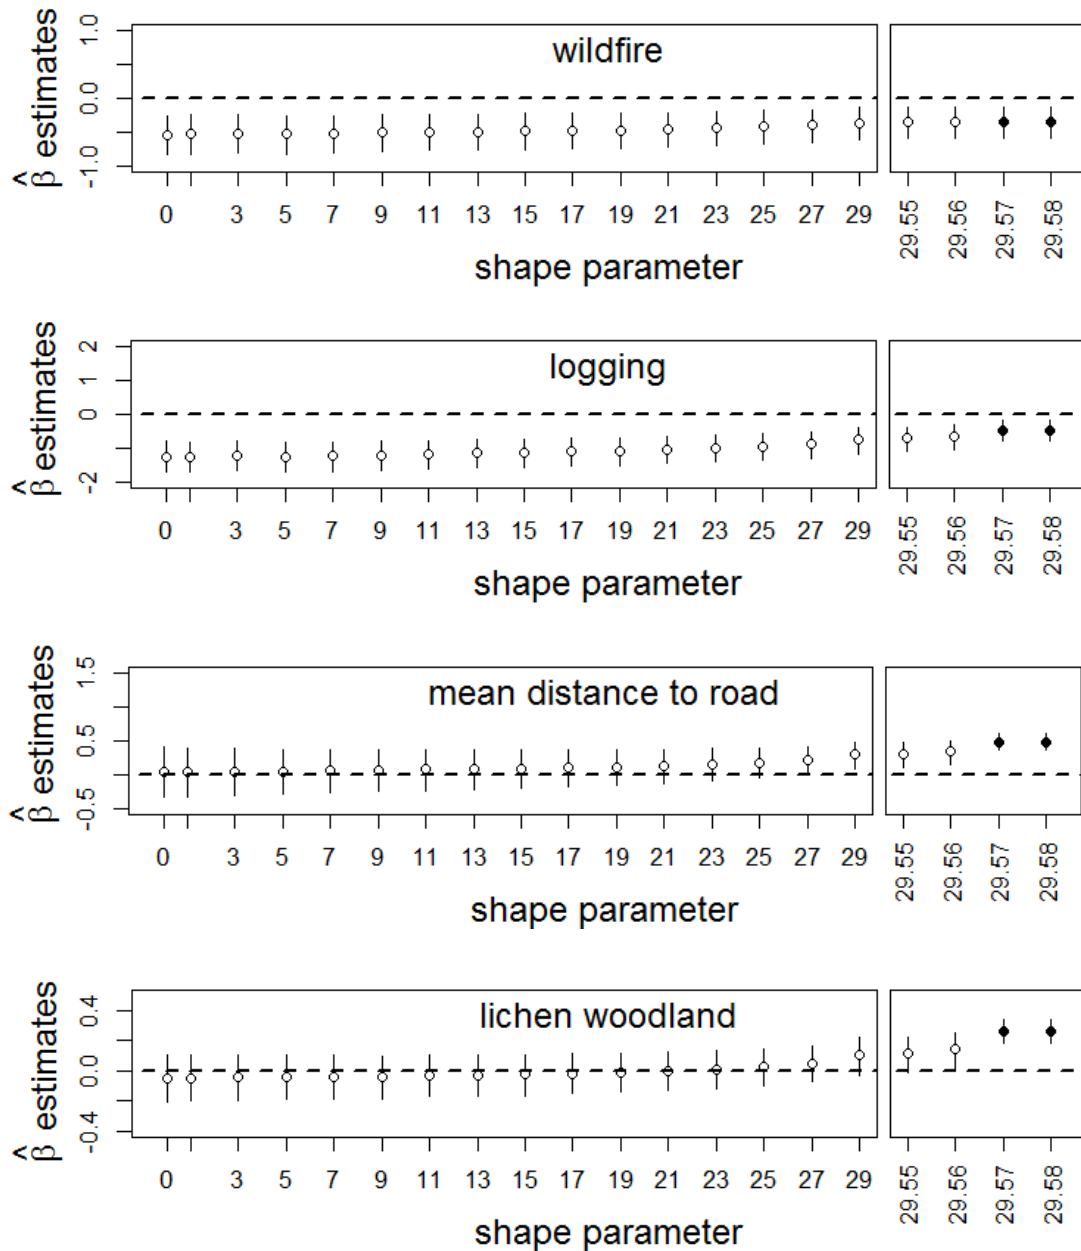 wildfire
β̂ estimates
1.0
0.0
-1.0
0 3 5 7 9 11 13 15 17 19 21 23 25 27 29
29.55 29.56 29.57 29.58
shape parameter
logging
β̂ estimates
2
1
0
-2
0 3 5 7 9 11 13 15 17 19 21 23 25 27 29
29.55 29.56 29.57 29.58
shape parameter
mean distance to road
β̂ estimates
1.5
0.5
-0.5
0 3 5 7 9 11 13 15 17 19 21 23 25 27 29
29.55 29.56 29.57 29.58
shape parameter
lichen woodland
β̂ estimates
0.4
0.0
-0.4
0 3 5 7 9 11 13 15 17 19 21 23 25 27 29
29.55 29.56 29.57 29.58
shape parameter